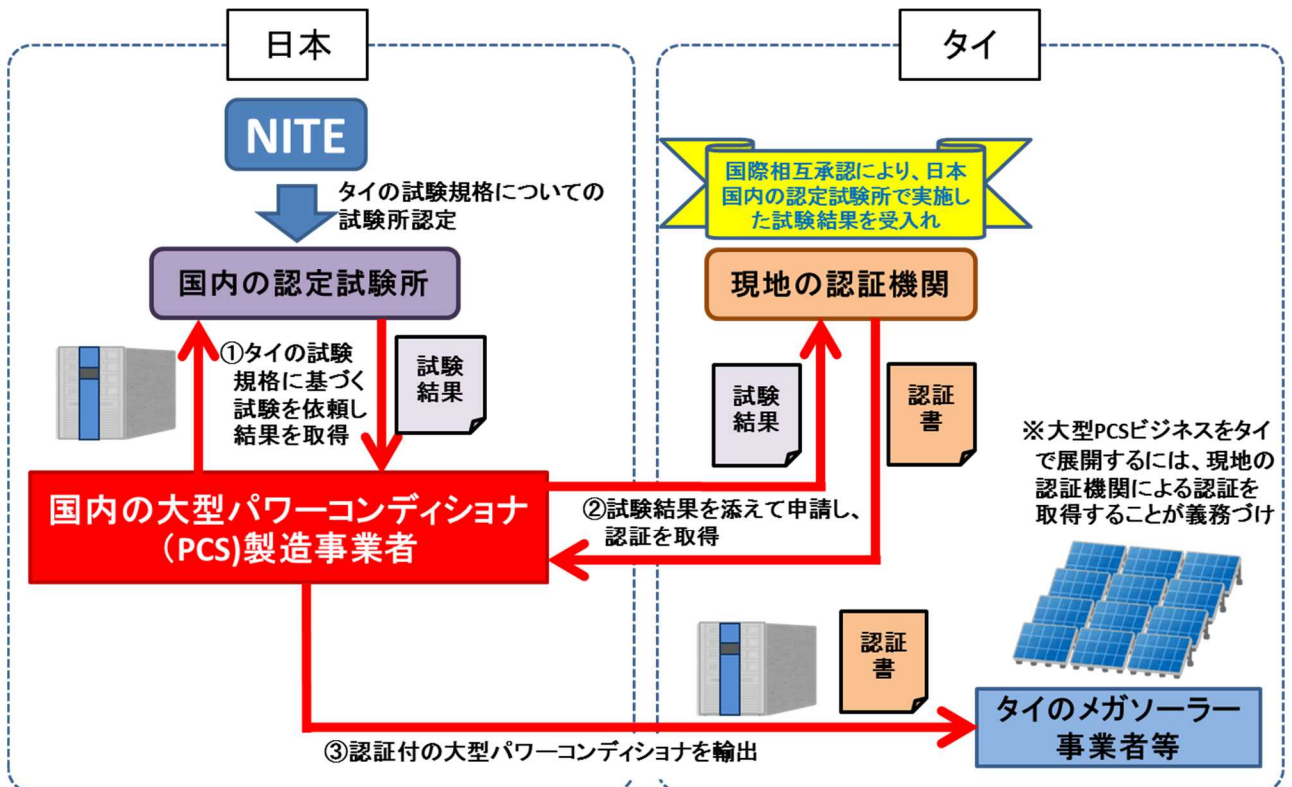 日本
NITE
タイの試験規格についての
試験所認定
国内の認定試験所
①タイの試験
規格に基づく
試験を依頼し
結果を取得
試験
結果
国内の大型パワーコンディショナ
（PCS)製造事業者
タイ
国際相互承認により、日本
国内の認定試験所で実施し
た試験結果を受入れ
現地の認証機関
試験
結果
認証
書
②試験結果を添えて申請し、
認証を取得
※大型PCSビジネスをタイ
で展開するには、現地の
認証機関による認証を
取得することが義務づけ
認証
書
タイのメガソーラー
事業者等
③認証付の大型パワーコンディショナを輸出